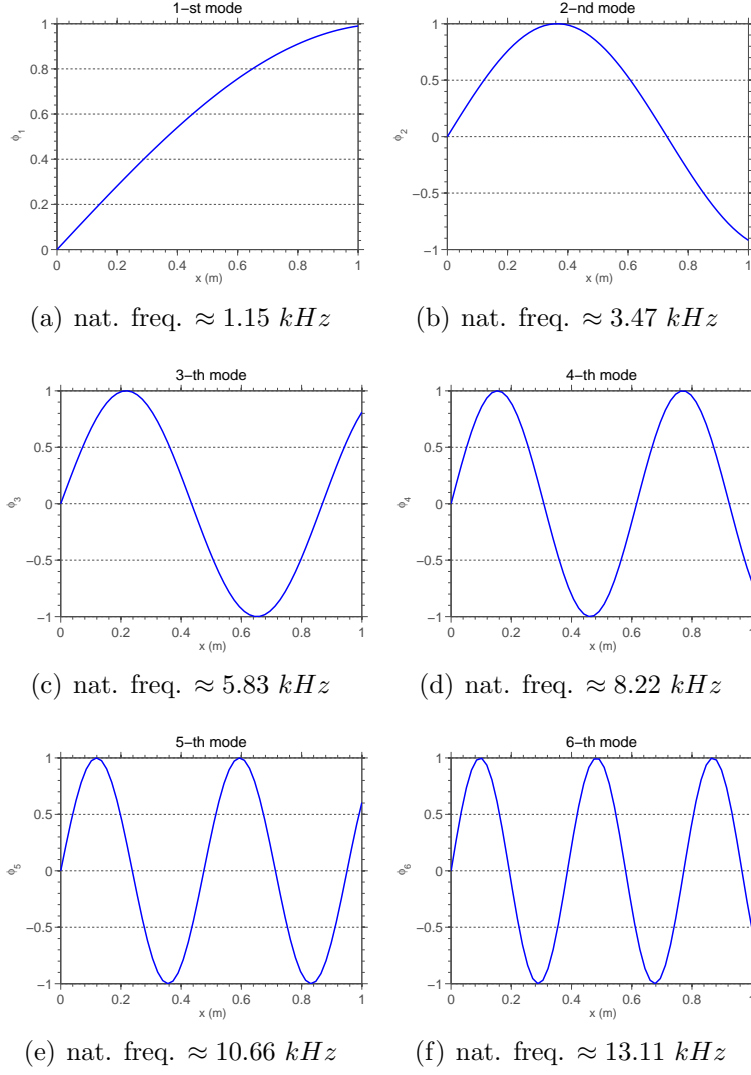 1−st mode
1
0.8
0.6
0.4
0.2
0
ϕ1
0 0.2 0.4 0.6 0.8 1
x (m)
(a) nat. freq. ≈ 1.15 kHz
2−nd mode
1
0.5
0
−0.5
−1
ϕ2
0 0.2 0.4 0.6 0.8 1
x (m)
(b) nat. freq. ≈ 3.47 kHz
3−th mode
1
0.5
0
−0.5
−1
ϕ3
0 0.2 0.4 0.6 0.8 1
x (m)
(c) nat. freq. ≈ 5.83 kHz
4−th mode
1
0.5
0
−0.5
−1
ϕ4
0 0.2 0.4 0.6 0.8 1
x (m)
(d) nat. freq. ≈ 8.22 kHz
5−th mode
1
0.5
0
−0.5
−1
ϕ5
0 0.2 0.4 0.6 0.8 1
x (m)
(e) nat. freq. ≈ 10.66 kHz
6−th mode
1
0.5
0
−0.5
−1
ϕ6
0 0.2 0.4 0.6 0.8 1
x (m)
(f) nat. freq. ≈ 13.11 kHz